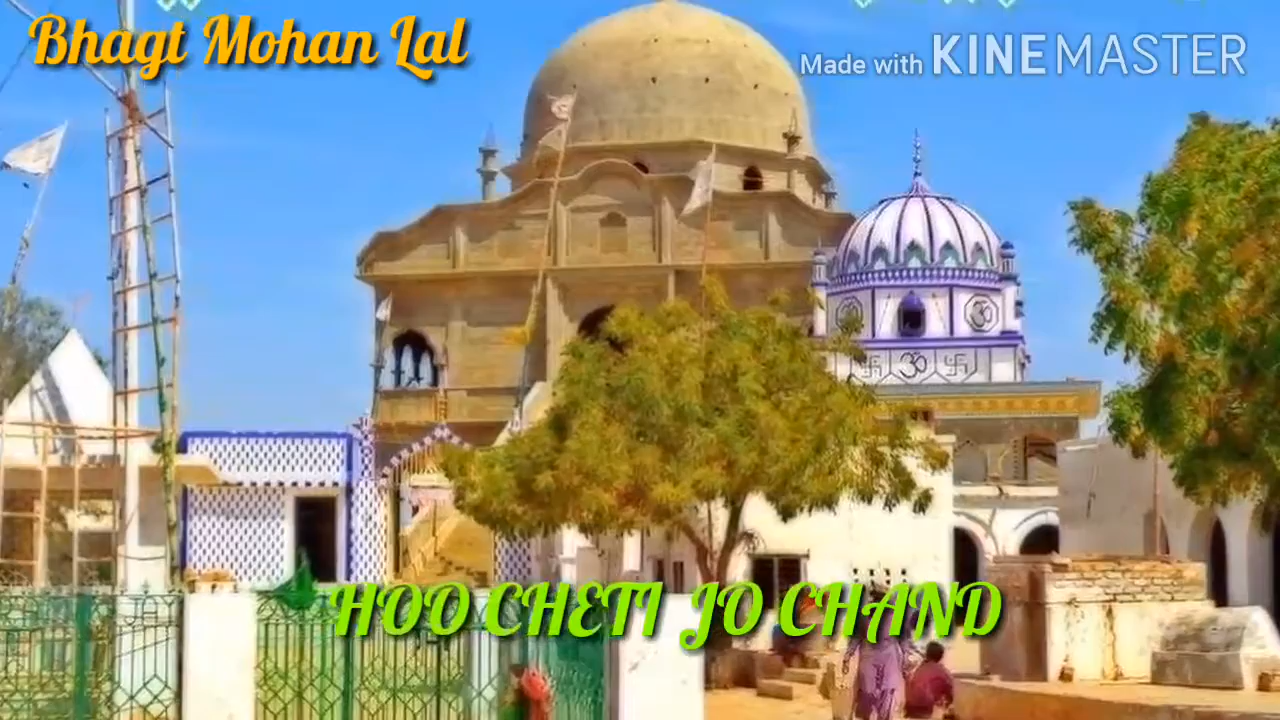 Bhagt Mohan Lal
Made with KINEMASTER
ॐ
ॐ
HOO CHETI JO CHAND